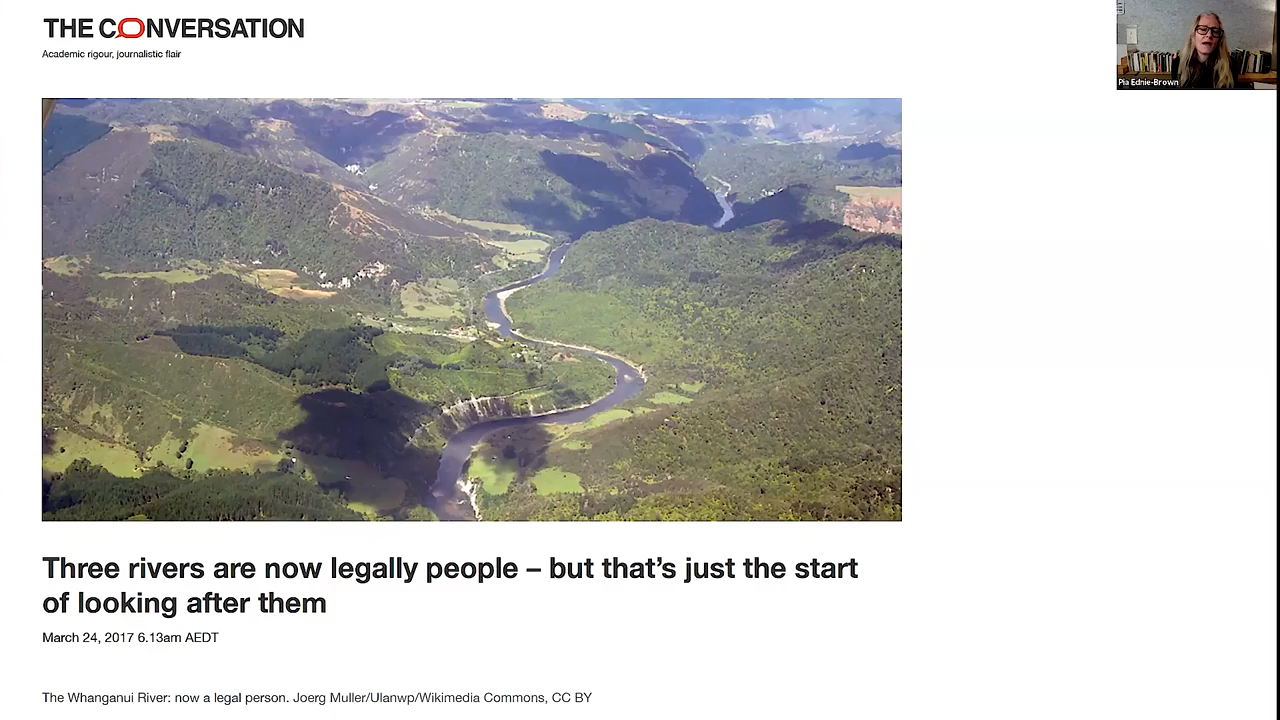 THE CONVERSATION
Academic rigour, journalistic flair
Pia Ednie-Brown
Three rivers are now legally people – but that's just the start
of looking after them
March 24, 2017 6.13am AEDT
The Whanganui River: now a legal person. Joerg Muller/Ulanwp/Wikimedia Commons, CC BY